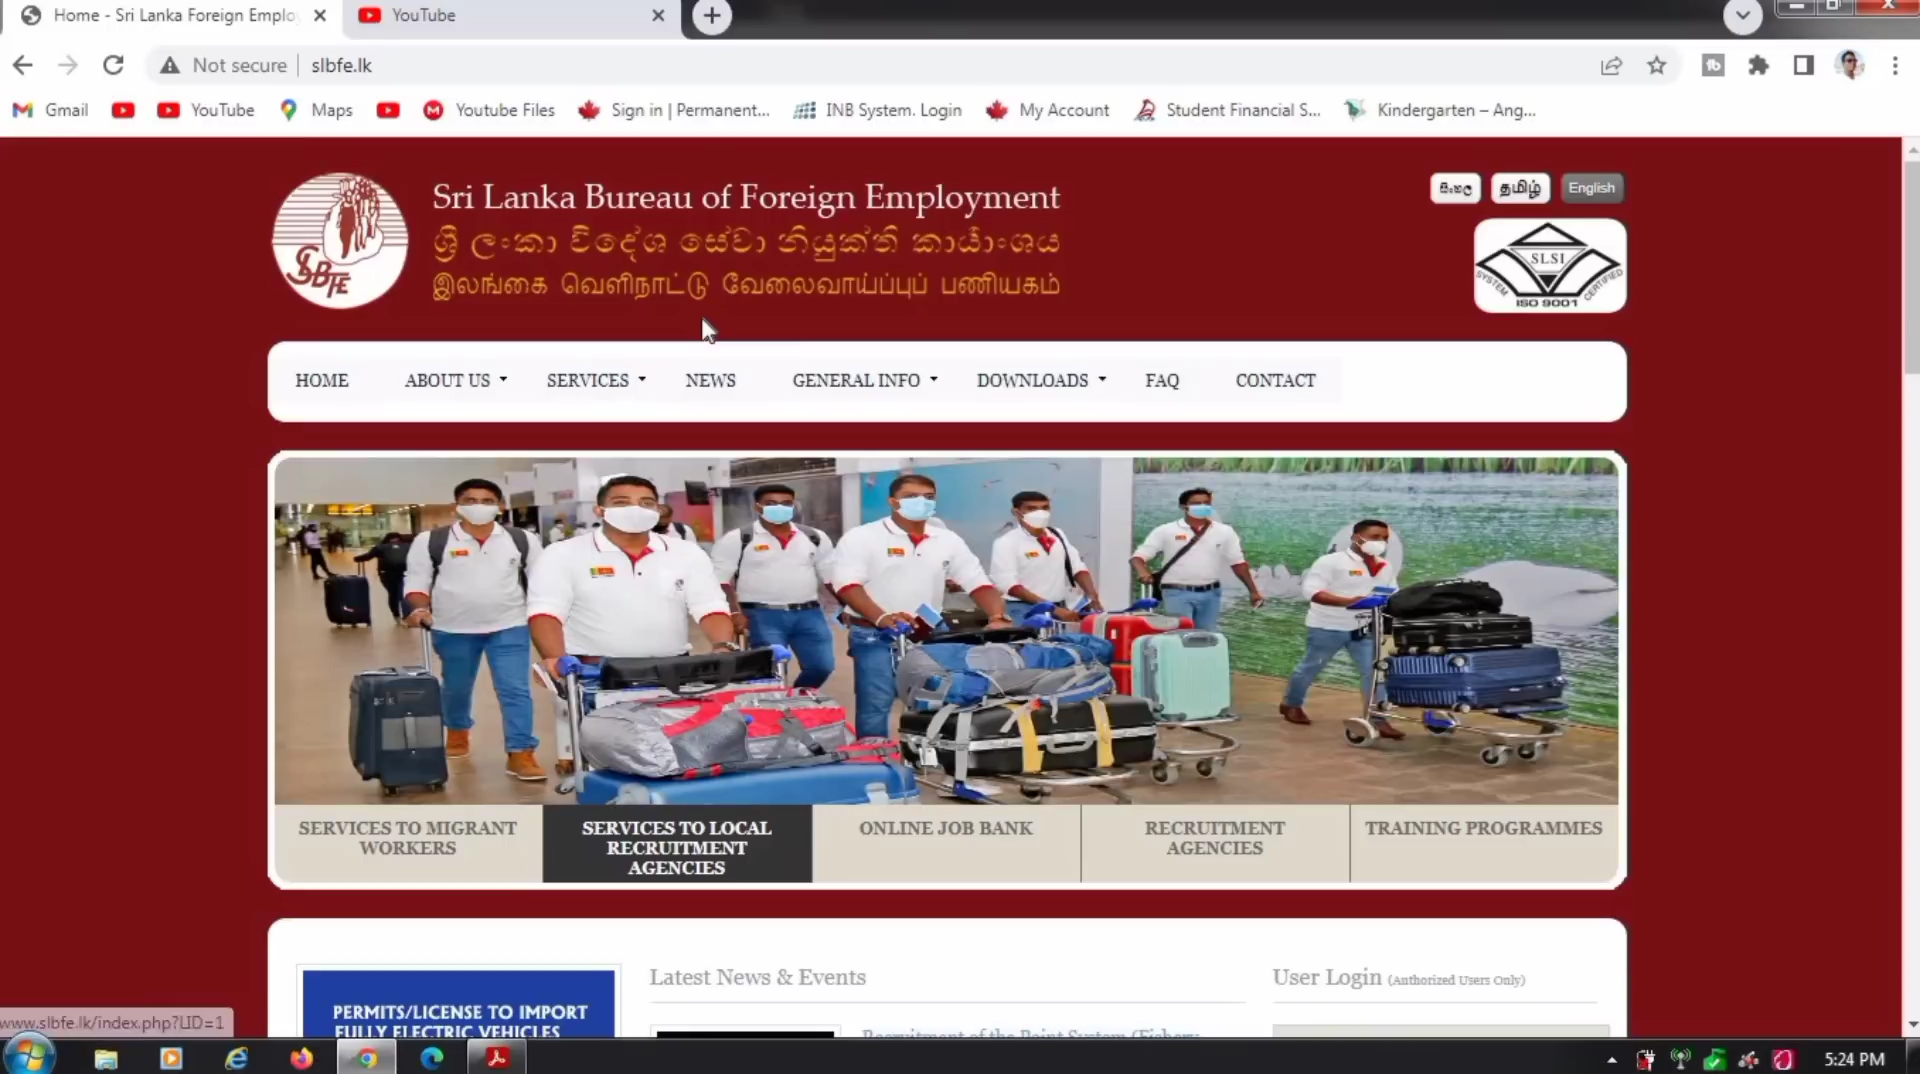 Home - Sri Lanka Foreign Emplo
YouTube
Not secure
slbfe.lk
Gmail
YouTube
Maps
Youtube Files
Sign in | Permanent...
INB System. Login
My Account
Student Financial S...
Kindergarten – Ang...
SLBFE
Sri Lanka Bureau of Foreign Employment
ශ්‍රී ලංකා විදේශ සේවා නියුක්ති කාර්යාංශය
இலங்கை வெளிநாட்டு வேலைவாய்ப்புப் பணியகம்
සිංහල
தமிழ்
English
SLSI
SYSTEM CERTIFIED
ISO 9001
HOME
ABOUT US
SERVICES
NEWS
GENERAL INFO
DOWNLOADS
FAQ
CONTACT
SERVICES TO MIGRANT
WORKERS
SERVICES TO LOCAL
RECRUITMENT
AGENCIES
ONLINE JOB BANK
RECRUITMENT
AGENCIES
TRAINING PROGRAMMES
PERMITS/LICENSE TO IMPORT
FULLY ELECTRIC VEHICLES
Latest News & Events
Recruitment of the Point System (Fishery
User Login (Authorized Users Only)
www.slbfe.lk/index.php?LID=1
5:24 PM